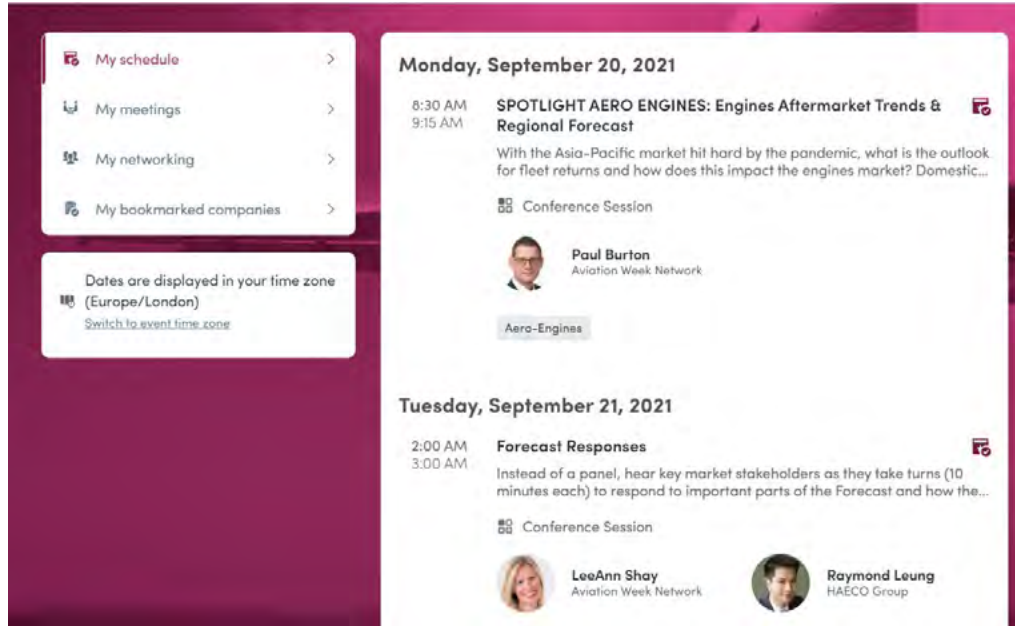 My schedule
My meetings
My networking
My bookmarked companies
Dates are displayed in your time zone
(Europe/London)
Switch to event time zone
Monday, September 20, 2021
8:30 AM
9:15 AM
SPOTLIGHT AERO ENGINES: Engines Aftermarket Trends &
Regional Forecast
With the Asia-Pacific market hit hard by the pandemic, what is the outlook
for fleet returns and how does this impact the engines market? Domestic...
Conference Session
Paul Burton
Aviation Week Network
Aero-Engines
Tuesday, September 21, 2021
2:00 AM
3:00 AM
Forecast Responses
Instead of a panel, hear key market stakeholders as they take turns (10
minutes each) to respond to important parts of the Forecast and how the...
Conference Session
LeeAnn Shay
Aviation Week Network
Raymond Leung
HAECO Group